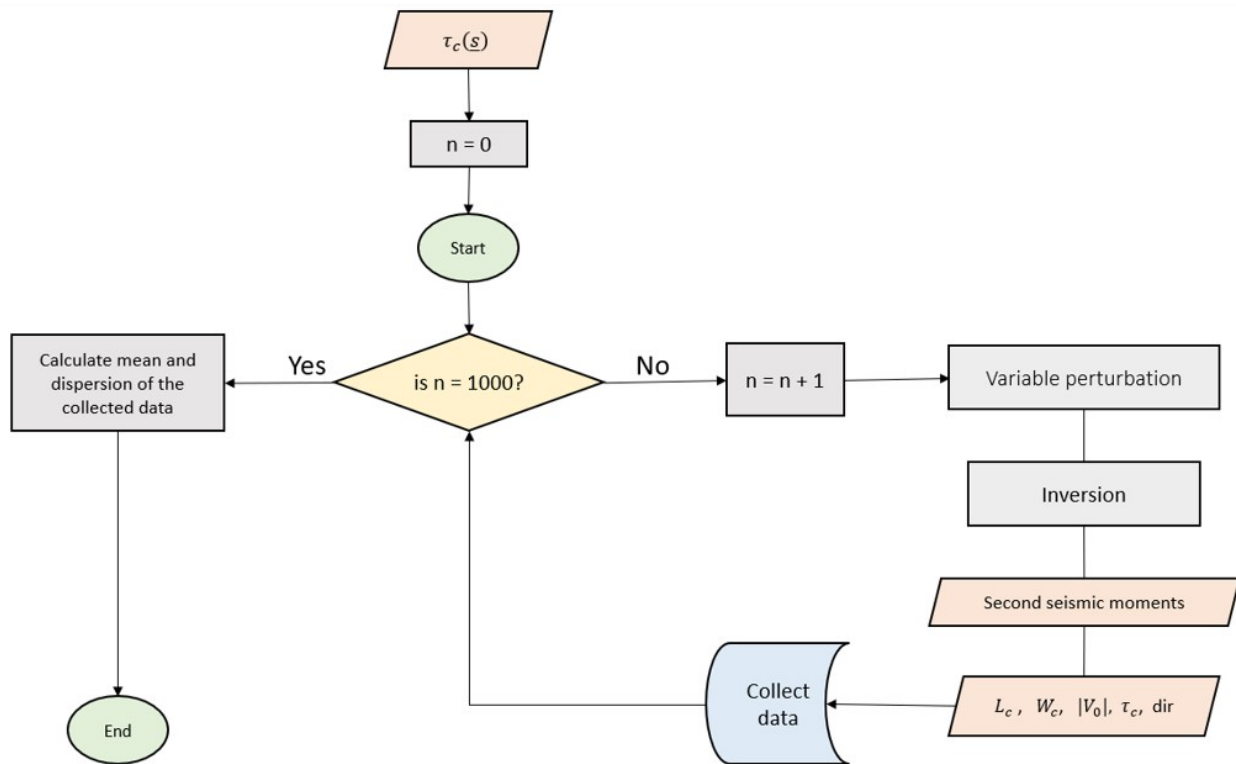 τ_c(s̲)
n = 0
Start
is n = 1000?
Yes
No
Calculate mean and
dispersion of the
collected data
End
n = n + 1
Variable perturbation
Inversion
Second seismic moments
L_c , W_c, |V_0|, τ_c, dir
Collect
data